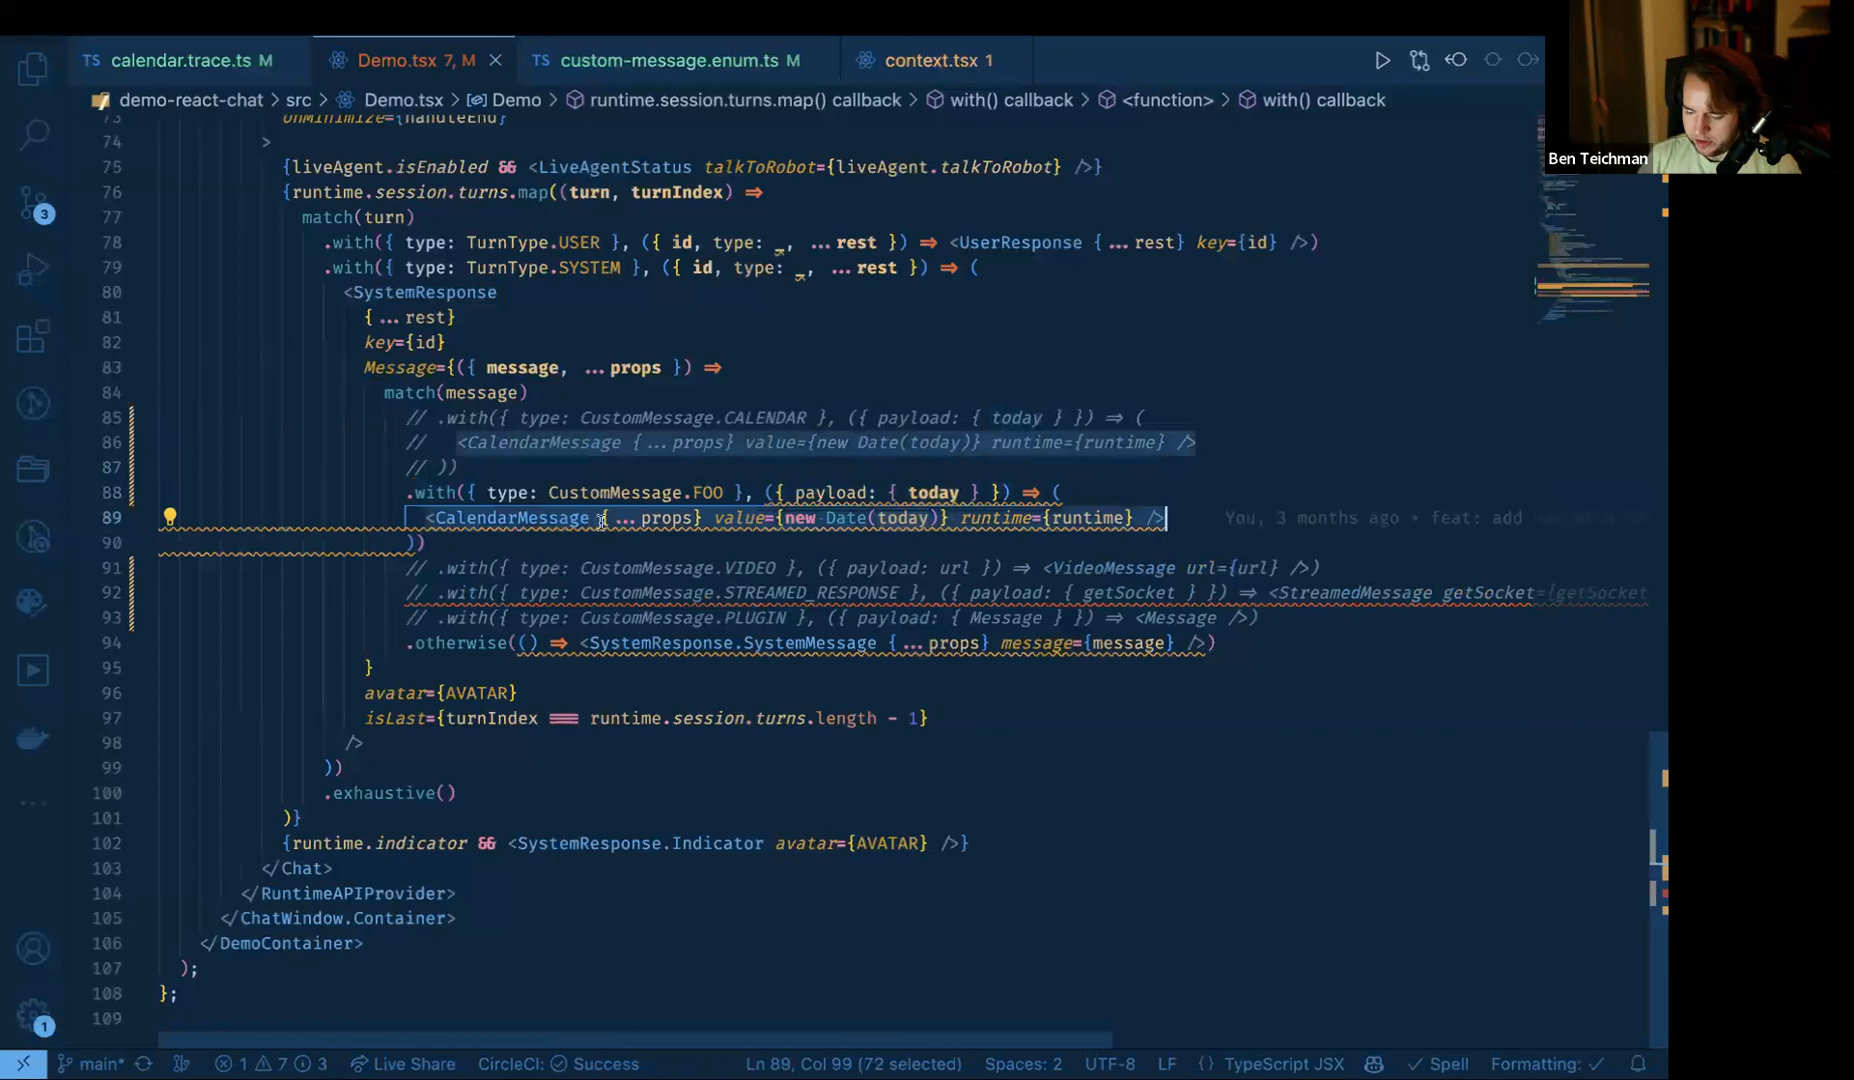 TS calendar.trace.ts M
Demo.tsx 7, M
TS custom-message.enum.ts M
context.tsx 1
Ben Teichman
demo-react-chat > src > Demo.tsx > Demo > runtime.session.turns.map() callback > with() callback > <function> > with() callback
73 onMinimize={handleEnd}
74 >
75 {liveAgent.isEnabled && <LiveAgentStatus talkToRobot={liveAgent.talkToRobot} />}
76 {runtime.session.turns.map((turn, turnIndex) =>
77 match(turn)
78 .with({ type: TurnType.USER }, ({ id, type: _, ...rest }) => <UserResponse {...rest} key={id} />)
79 .with({ type: TurnType.SYSTEM }, ({ id, type: _, ...rest }) => (
80 <SystemResponse
81 {...rest}
82 key={id}
83 Message={({ message, ...props }) =>
84 match(message)
85 // .with({ type: CustomMessage.CALENDAR }, ({ payload: { today } }) => (
86 // <CalendarMessage {...props} value={new Date(today)} runtime={runtime} />
87 // ))
88 .with({ type: CustomMessage.FOO }, ({ payload: { today } }) => (
89 <CalendarMessage {...props} value={new Date(today)} runtime={runtime} /> You, 3 months ago • feat: add
90 ))
91 // .with({ type: CustomMessage.VIDEO }, ({ payload: url }) => <VideoMessage url={url} />)
92 // .with({ type: CustomMessage.STREAMED_RESPONSE }, ({ payload: { getSocket } }) => <StreamedMessage getSocket={getSocket
93 // .with({ type: CustomMessage.PLUGIN }, ({ payload: { Message } }) => <Message />)
94 .otherwise(() => <SystemResponse.SystemMessage {...props} message={message} />)
95 }
96 avatar={AVATAR}
97 isLast={turnIndex === runtime.session.turns.length - 1}
98 />
99 ))
100 .exhaustive()
101 )}
102 {runtime.indicator && <SystemResponse.Indicator avatar={AVATAR} />}
103 </Chat>
104 </RuntimeAPIProvider>
105 </ChatWindow.Container>
106 </DemoContainer>
107 );
108 };
109
3
1
main* 1 7 3 Live Share CircleCI: Success Ln 89, Col 99 (72 selected) Spaces: 2 UTF-8 LF {} TypeScript JSX Spell Formatting: